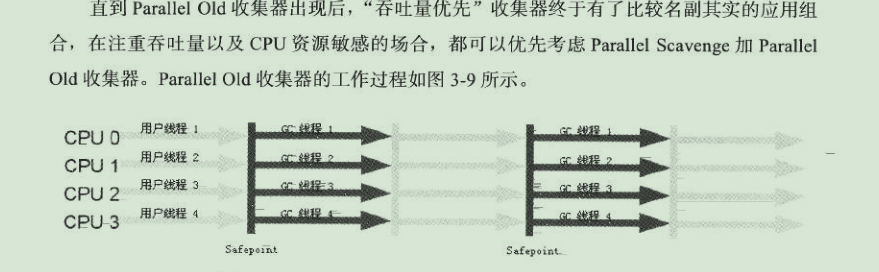 直到 Parallel Old 收集器出现后，“吞吐量优先”收集器终于有了比较名副其实的应用组
合，在注重吞吐量以及 CPU 资源敏感的场合，都可以优先考虑 Parallel Scavenge 加 Parallel
Old 收集器。Parallel Old 收集器的工作过程如图 3-9 所示。
CPU 0 用户线程 1 GC 线程 1 GC 线程 1
CPU 1 用户线程 2 GC 线程 2 GC 线程 2
CPU 2 用户线程 3 GC 线程 3 GC 线程 3
CPU 3 用户线程 4 GC 线程 4 GC 线程 4
Safepoint Safepoint